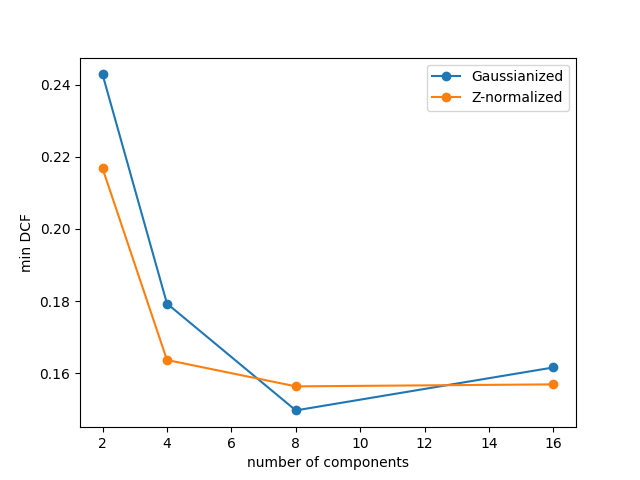 Gaussianized
Z-normalized
0.24
0.22
0.20
0.18
0.16
min DCF
2 4 6 8 10 12 14 16
number of components